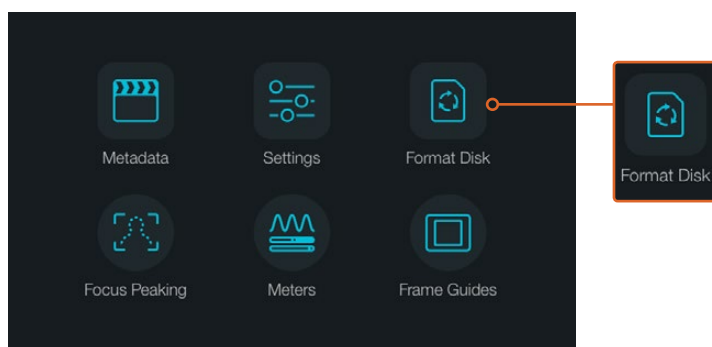 Metadata
Settings
Format Disk
Format Disk
Focus Peaking
Meters
Frame Guides